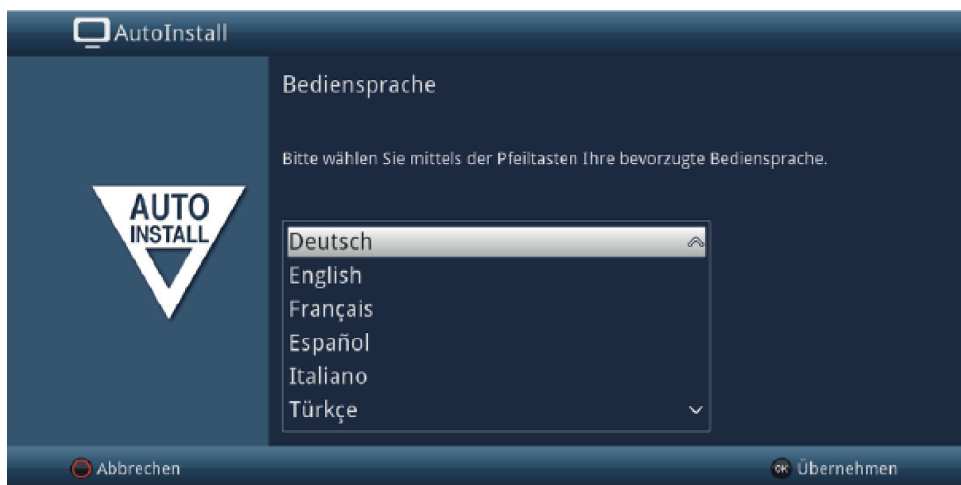 AutoInstall
Bediensprache
Bitte wählen Sie mittels der Pfeiltasten Ihre bevorzugte Bediensprache.
AUTO
INSTALL
Deutsch
English
Français
Español
Italiano
Türkçe
Abbrechen
OK Übernehmen